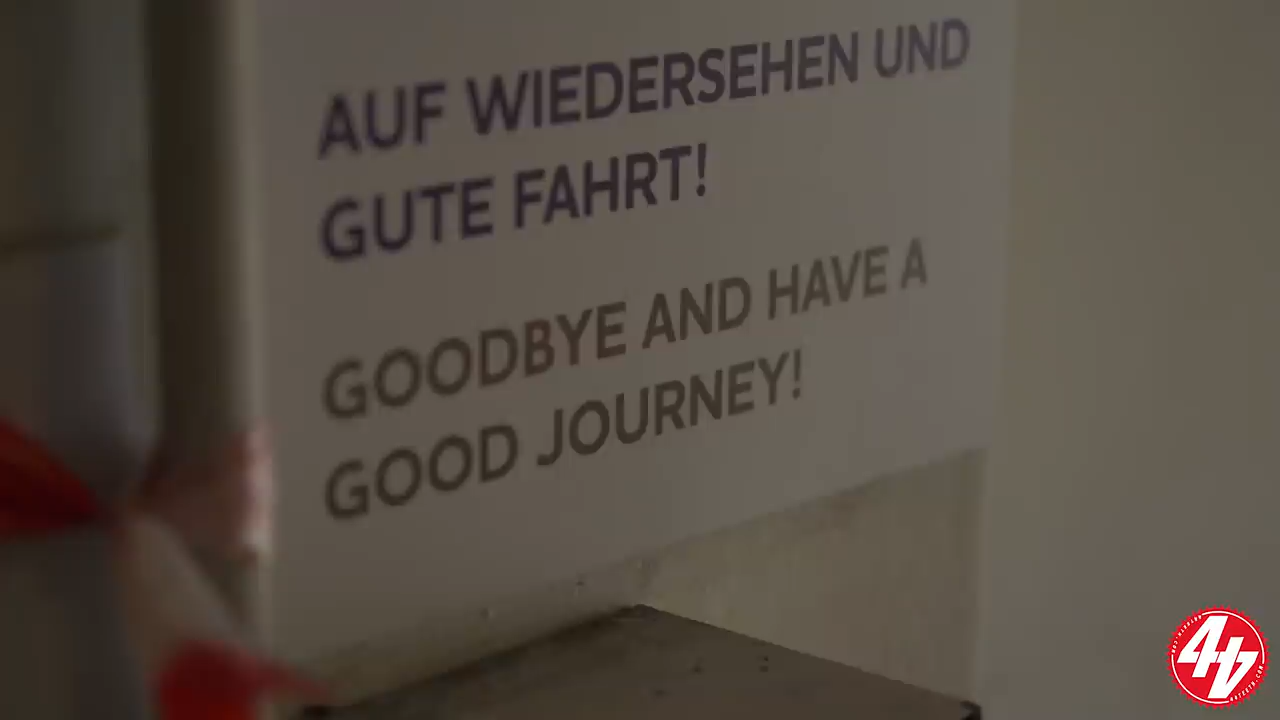 AUF WIEDERSEHEN UND
GUTE FAHRT!
GOODBYE AND HAVE A
GOOD JOURNEY!